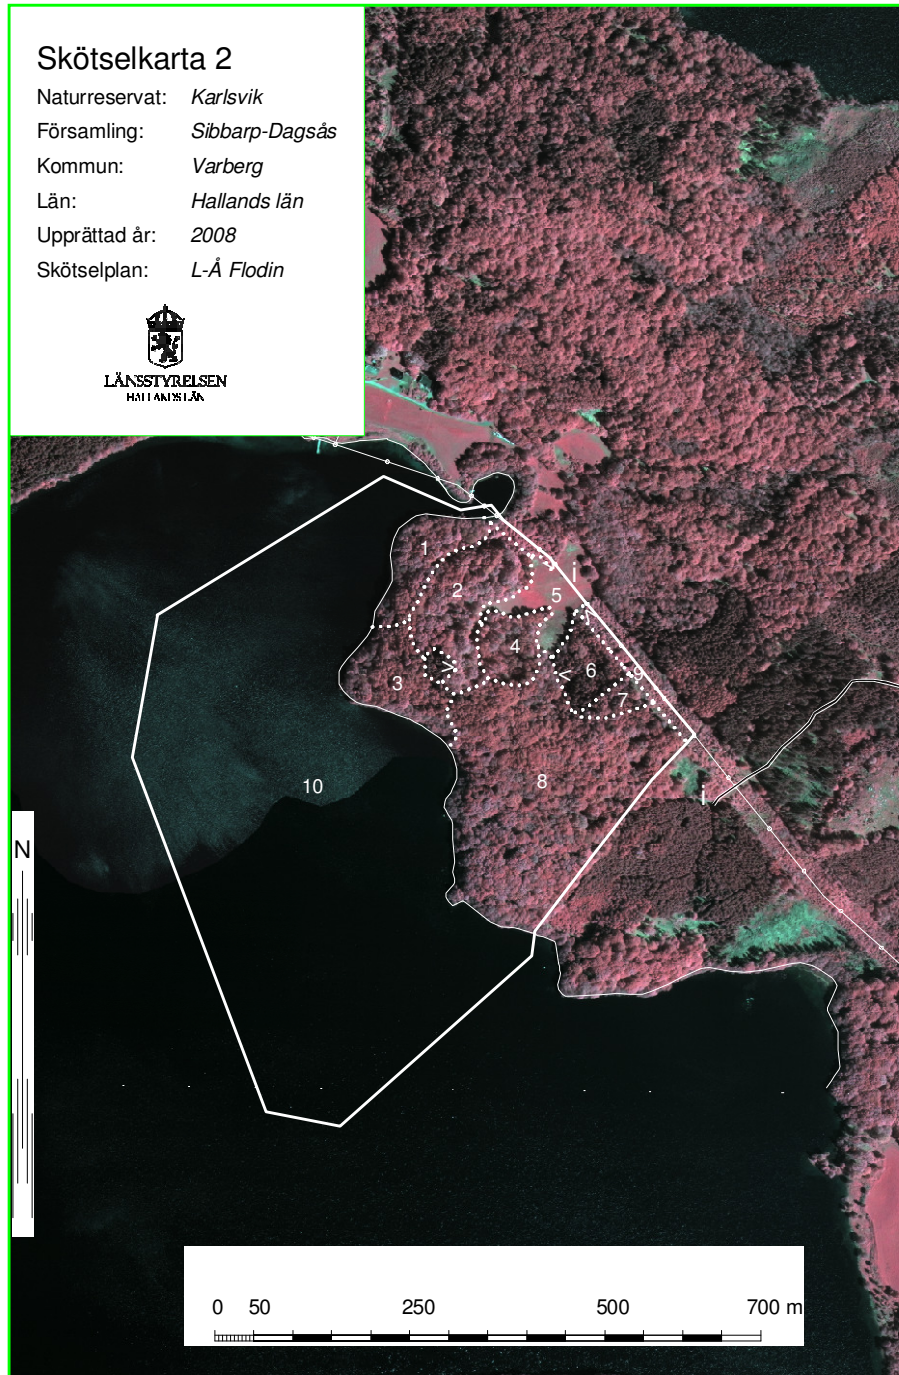 Skötselkarta 2
Naturreservat: Karlsvik
Församling: Sibbarp-Dagsås
Kommun: Varberg
Län: Hallands län
Upprättad år: 2008
Skötselplan: L-Å Flodin
LÄNSSTYRELSEN
HALLANDS LÄN
1
2
i
5
4
3
>
<
6
9
7
8
10
i
N
0 50 250 500 700 m